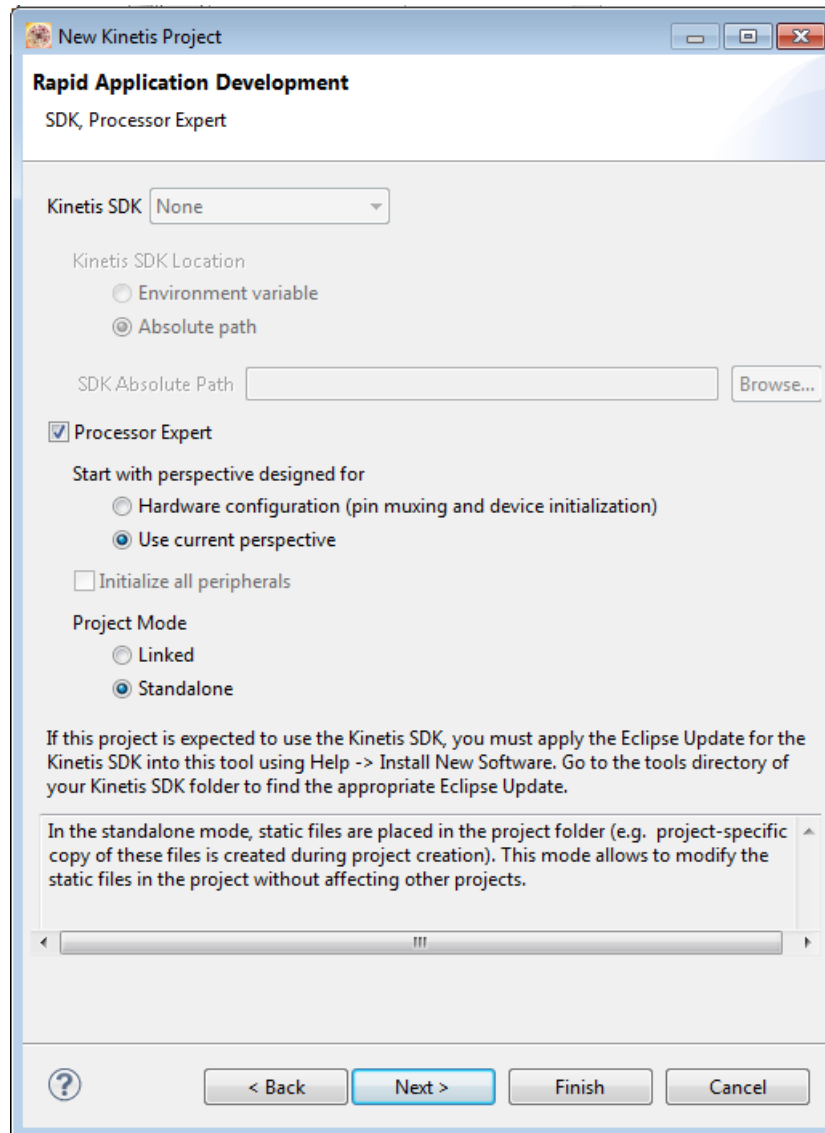 New Kinetis Project
Rapid Application Development
SDK, Processor Expert
Kinetis SDK None
Kinetis SDK Location
Environment variable
Absolute path
SDK Absolute Path Browse...
Processor Expert
Start with perspective designed for
Hardware configuration (pin muxing and device initialization)
Use current perspective
Initialize all peripherals
Project Mode
Linked
Standalone
If this project is expected to use the Kinetis SDK, you must apply the Eclipse Update for the
Kinetis SDK into this tool using Help -> Install New Software. Go to the tools directory of
your Kinetis SDK folder to find the appropriate Eclipse Update.
In the standalone mode, static files are placed in the project folder (e.g. project-specific
copy of these files is created during project creation). This mode allows to modify the
static files in the project without affecting other projects.
? < Back Next > Finish Cancel